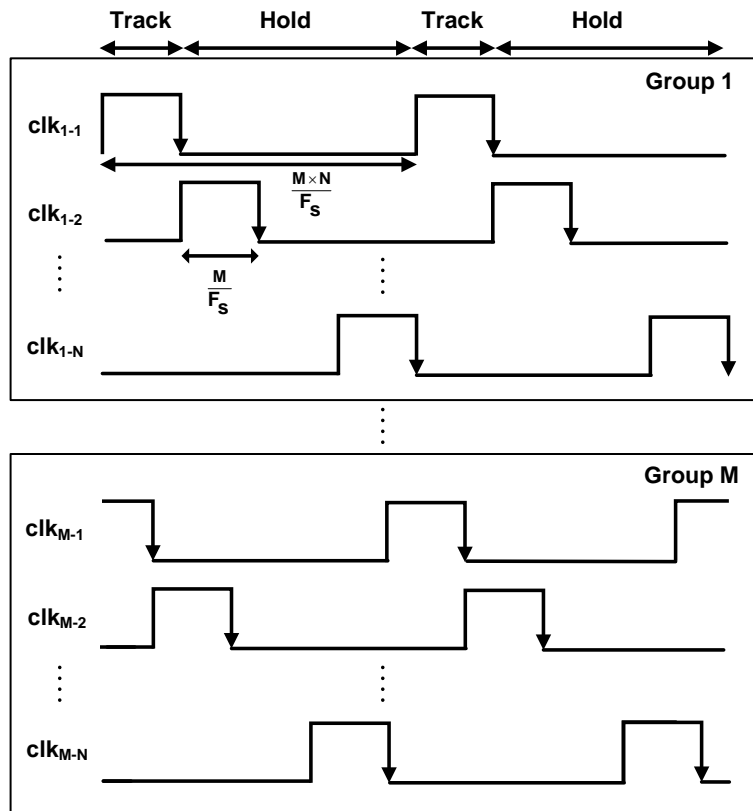 Track Hold Track Hold
Group 1
clk1-1
M × N
Fs
clk1-2
M
Fs
clk1-N
Group M
clkM-1
clkM-2
clkM-N